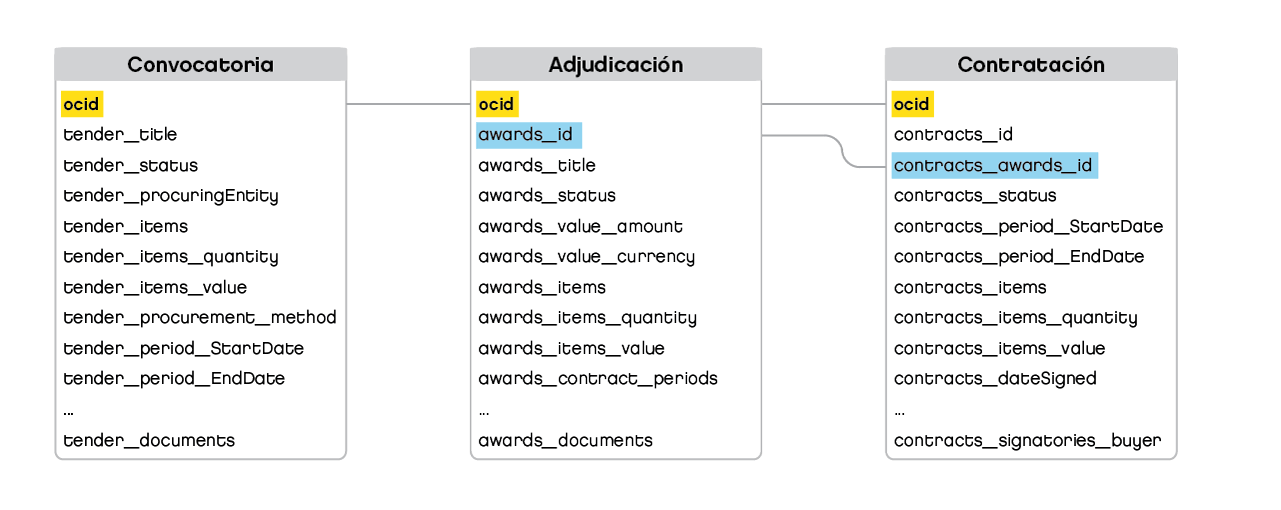 Convocatoria
ocid
tender_title
tender_status
tender_procuringEntity
tender_items
tender_items_quantity
tender_items_value
tender_procurement_method
tender_period_StartDate
tender_period_EndDate
...
tender_documents
Adjudicación
ocid
awards_id
awards_title
awards_status
awards_value_amount
awards_value_currency
awards_items
awards_items_quantity
awards_items_value
awards_contract_periods
...
awards_documents
Contratación
ocid
contracts_id
contracts_awards_id
contracts_status
contracts_period_StartDate
contracts_period_EndDate
contracts_items
contracts_items_quantity
contracts_items_value
contracts_dateSigned
...
contracts_signatories_buyer